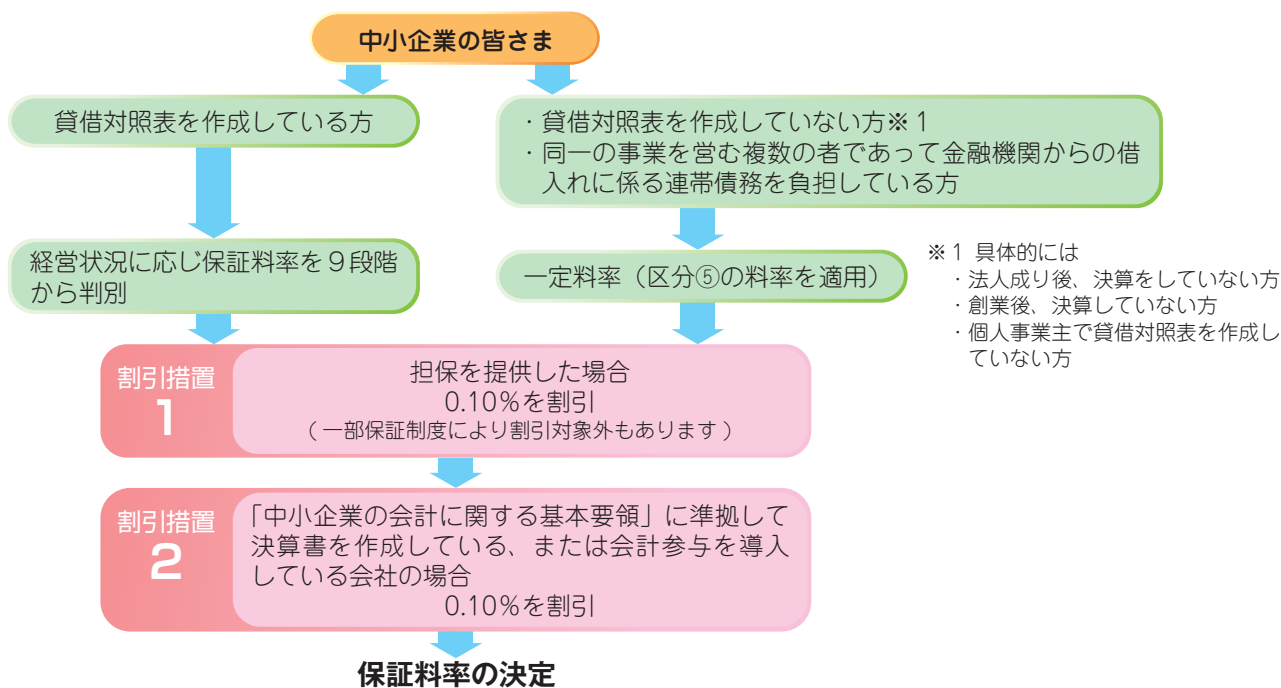 中小企業の皆さま
貸借対照表を作成している方
・貸借対照表を作成していない方※1
・同一の事業を営む複数の者であって金融機関からの借
入れに係る連帯債務を負担している方
経営状況に応じ保証料率を9段階
から判別
一定料率（区分⑤の料率を適用）
※1 具体的には
・法人成り後、決算をしていない方
・創業後、決算していない方
・個人事業主で貸借対照表を作成し
ていない方
割引措置
1
担保を提供した場合
0.10％を割引
（一部保証制度により割引対象外もあります）
割引措置
2
「中小企業の会計に関する基本要領」に準拠して
決算書を作成している、または会計参与を導入
している会社の場合
0.10％を割引
保証料率の決定